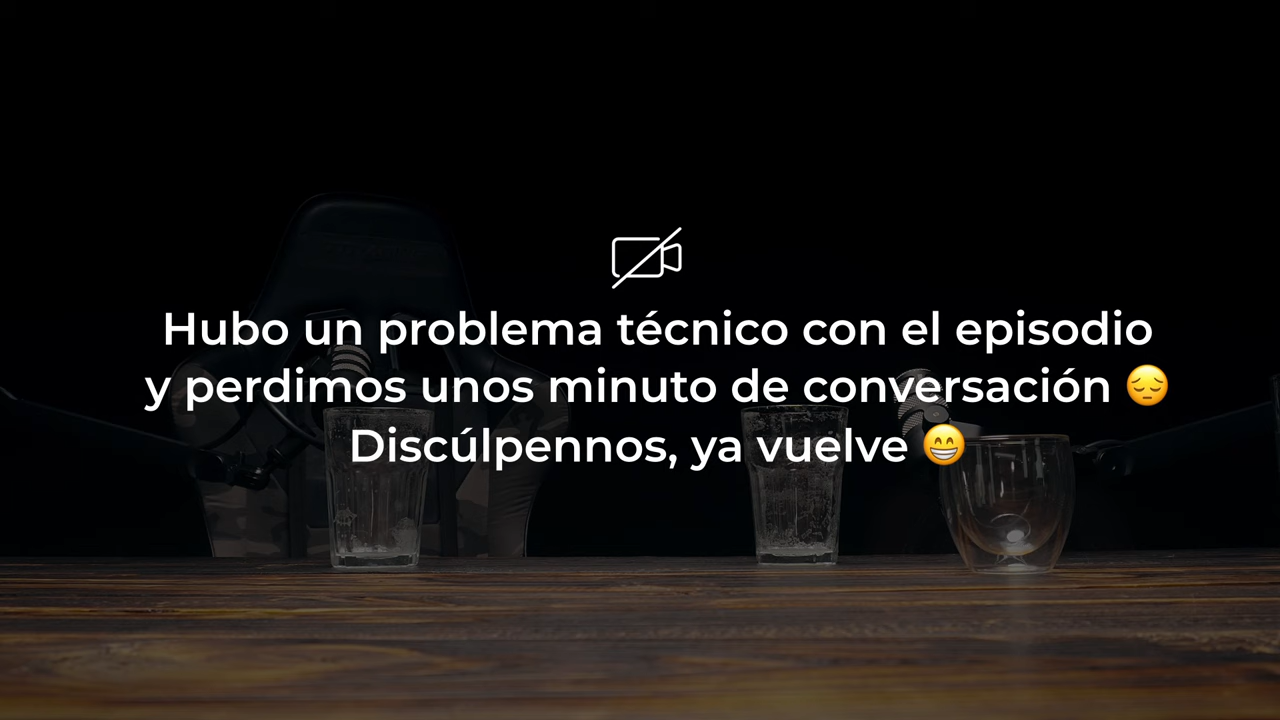 Hubo un problema técnico con el episodio
y perdimos unos minuto de conversación 😔
Discúlpennos, ya vuelve 😁